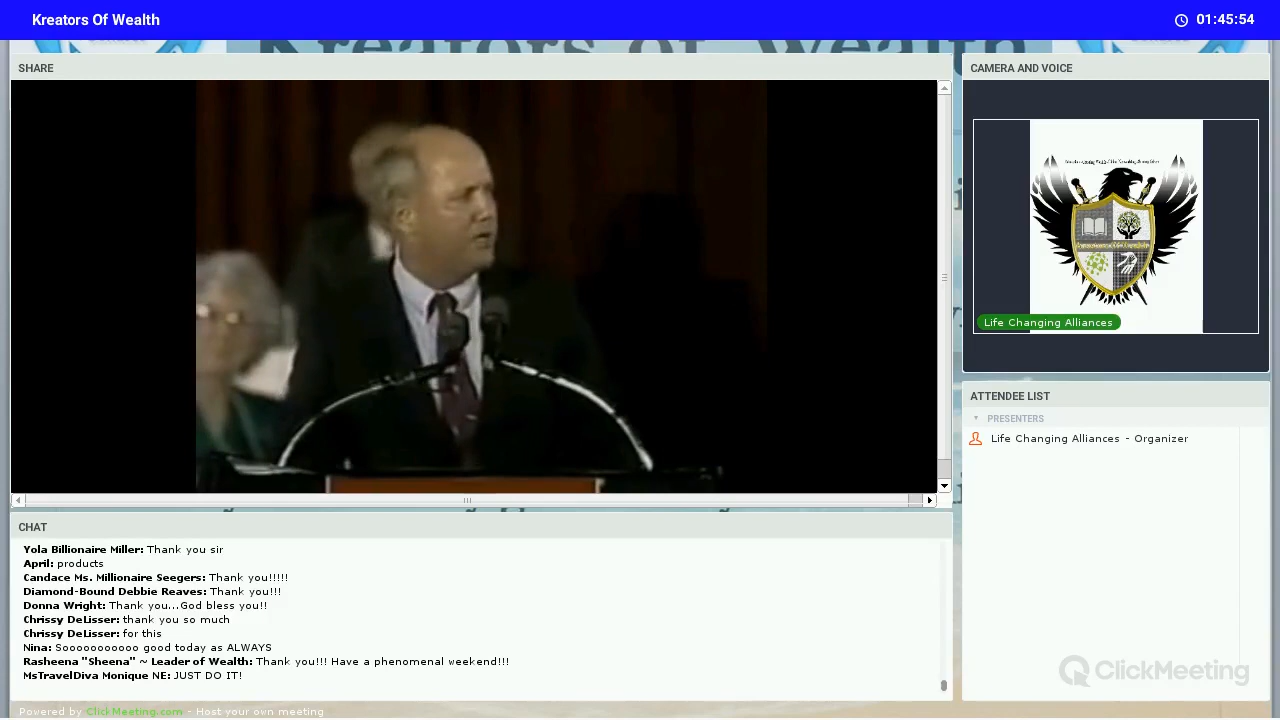 Kreators Of Wealth
01:45:54
Kreators of Wealth
SHARE
CAMERA AND VOICE
Life Changing Alliances
ATTENDEE LIST
PRESENTERS
Life Changing Alliances - Organizer
CHAT
Yola Billionaire Miller: Thank you sir
April: products
Candace Ms. Millionaire Seegers: Thank you!!!!!
Diamond-Bound Debbie Reaves: Thank you!!!
Donna Wright: Thank you...God bless you!!
Chrissy DeLisser: thank you so much
Chrissy DeLisser: for this
Nina: Sooooooooooo good today as ALWAYS
Rasheena "Sheena" ~ Leader of Wealth: Thank you!!! Have a phenomenal weekend!!!
MsTravelDiva Monique NE: JUST DO IT!
ClickMeeting
Powered by ClickMeeting.com - Host your own meeting